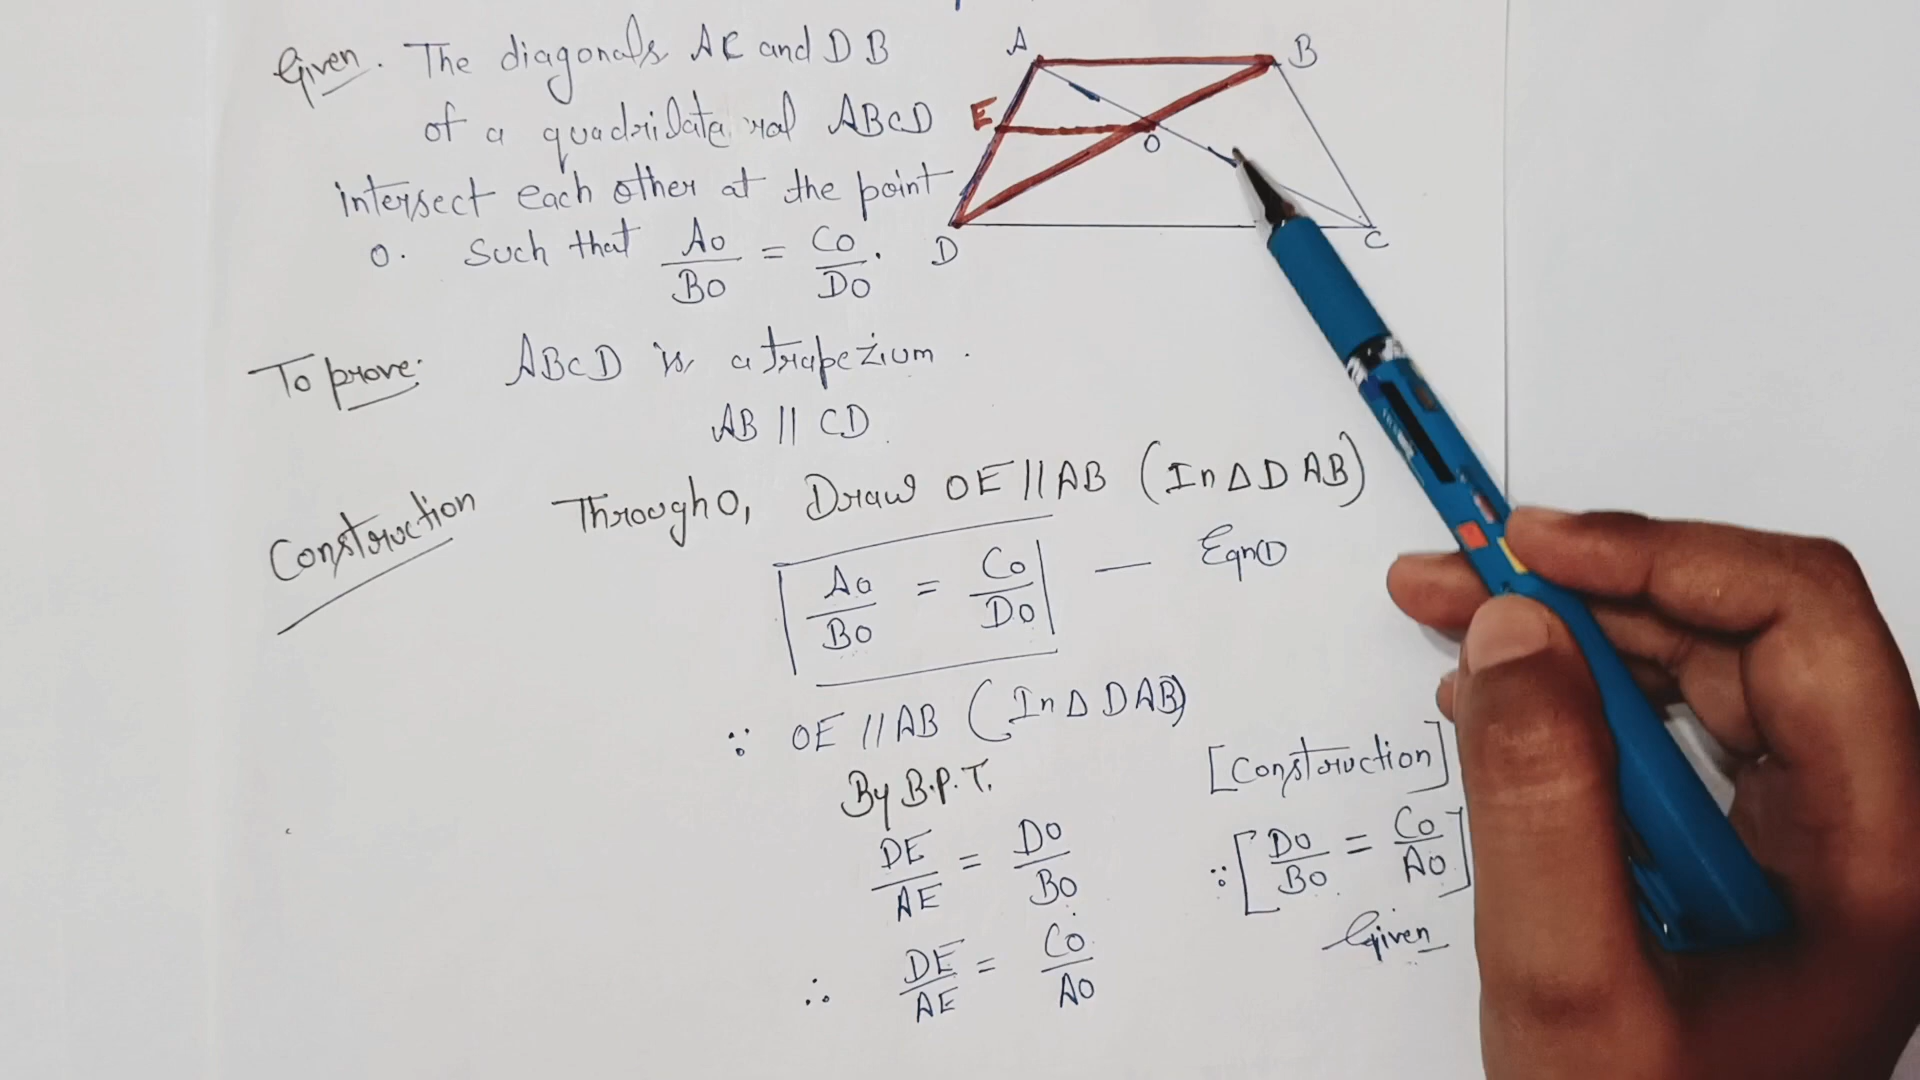 Given. The diagonals AC and DB
of a quadrilateral ABCD
intersect each other at the point
O. Such that AO/BO = CO/DO.
A
B
E
O
D
C
To prove: ABCD is a trapezium.
AB || CD
Construction Through O, Draw OE || AB (In Δ DAB)
AO/BO = CO/DO — Eqn ①
∵ OE || AB (In Δ DAB)
[Construction]
By B.P.T.
DE/AE = DO/BO ∵ [DO/BO = CO/AO]
Given
∴ DE/AE = CO/AO